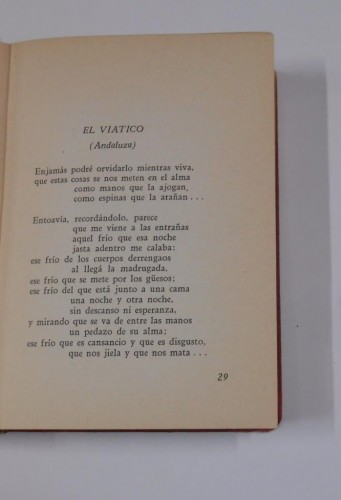 EL VIATICO
(Andaluza)
Enjamás podré orvidarlo mientras viva,
que estas cosas se nos meten en el alma
como manos que la ajogan,
como espinas que la arañan . . .
Entoavía, recordándolo, parece
que me viene a las entrañas
aquel frío que esa noche
jasta adentro me calaba:
ese frío de los cuerpos derrengaos
al llegá la madrugada,
ese frío que se mete por los güesos;
ese frío del que está junto a una cama
una noche y otra noche,
sin descanso ni esperanza,
y mirando que se va de entre las manos
un pedazo de su alma;
ese frío que es cansancio y que es disgusto,
que nos jiela y que nos mata . . .
29